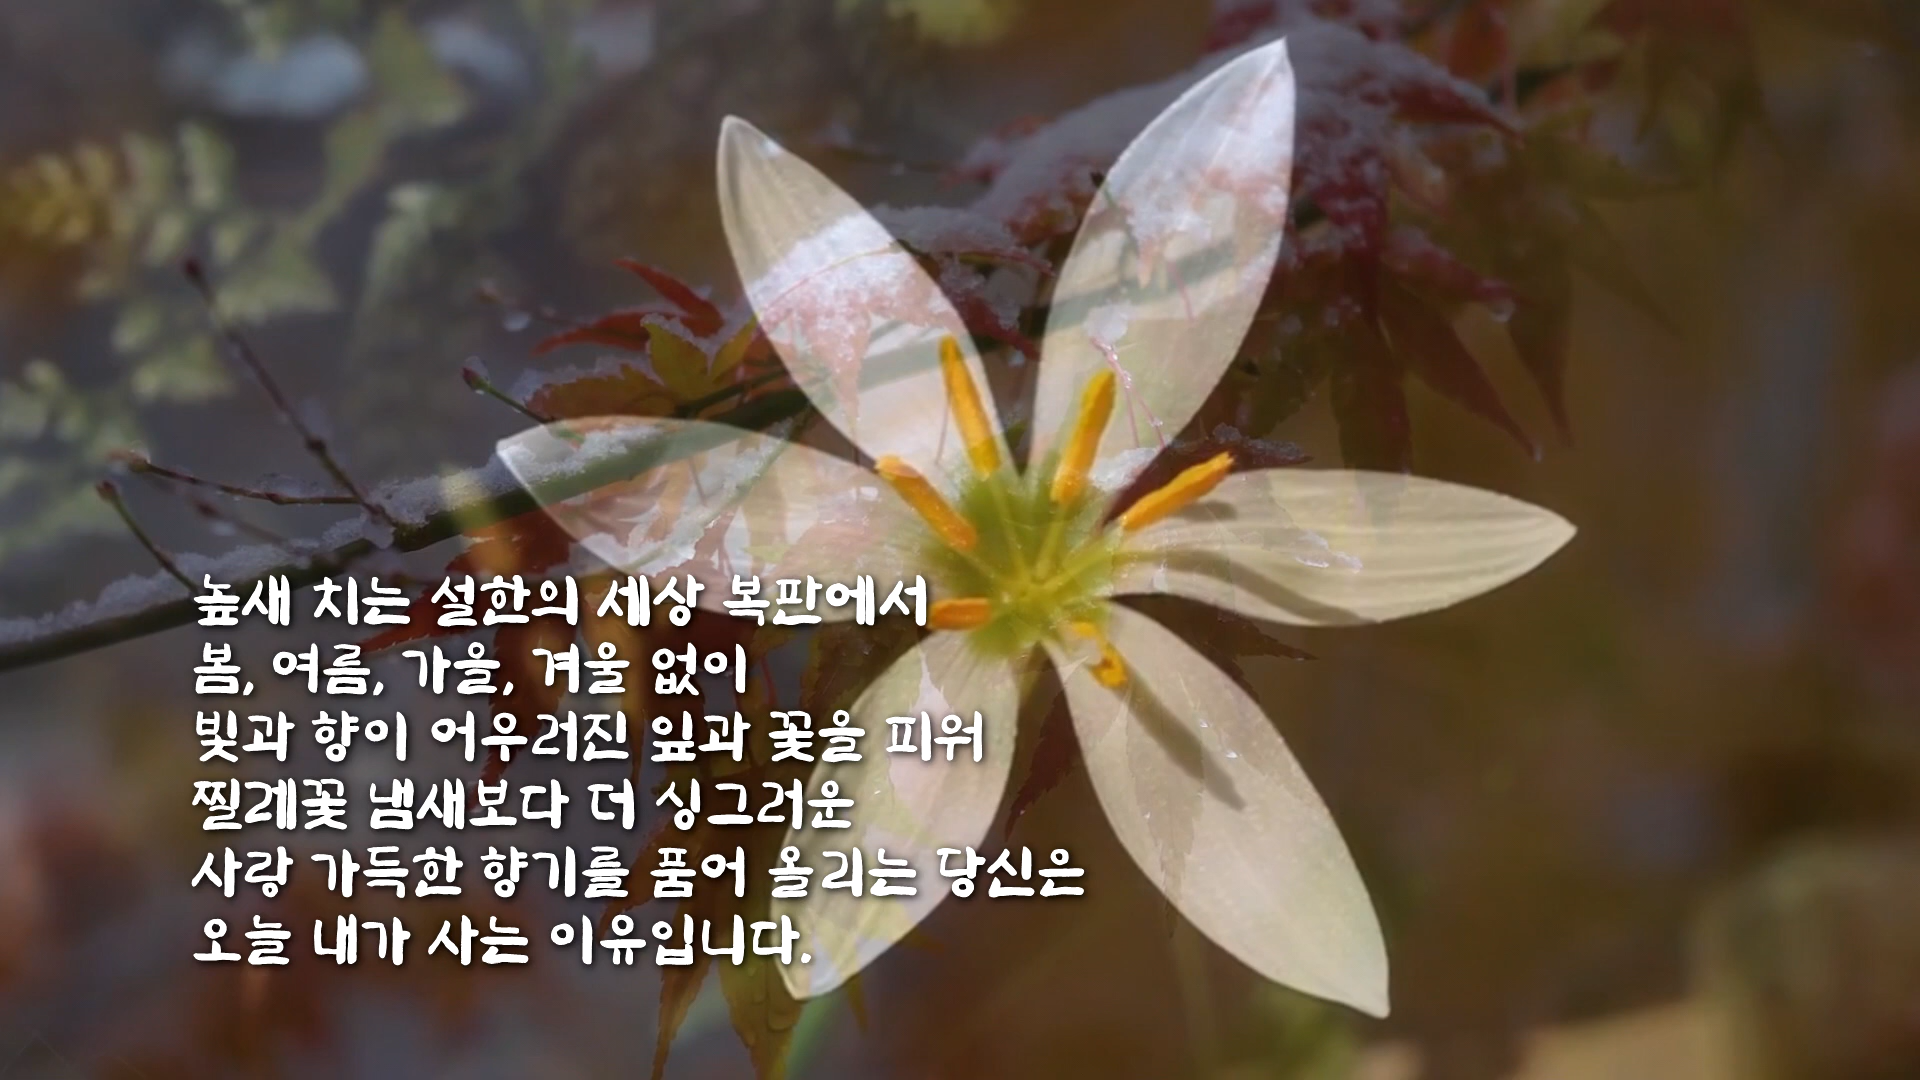 높새 치는 설한의 세상 복판에서
봄, 여름, 가을, 겨울 없이
빛과 향이 어우러진 잎과 꽃을 피워
찔레꽃 냄새보다 더 싱그러운
사랑 가득한 향기를 품어 올리는 당신은
오늘 내가 사는 이유입니다.